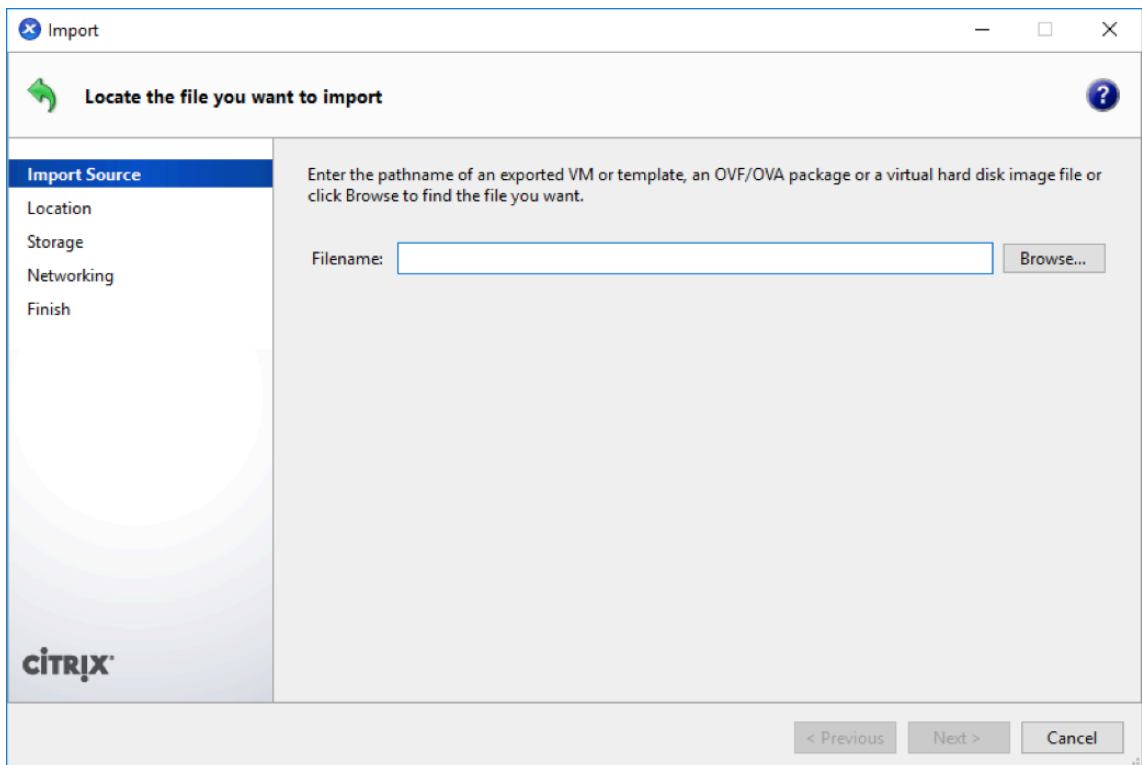 Import
Locate the file you want to import
?
Import Source
Location
Storage
Networking
Finish
Enter the pathname of an exported VM or template, an OVF/OVA package or a virtual hard disk image file or
click Browse to find the file you want.
Filename:
Browse...
CİTRIX
< Previous
Next >
Cancel